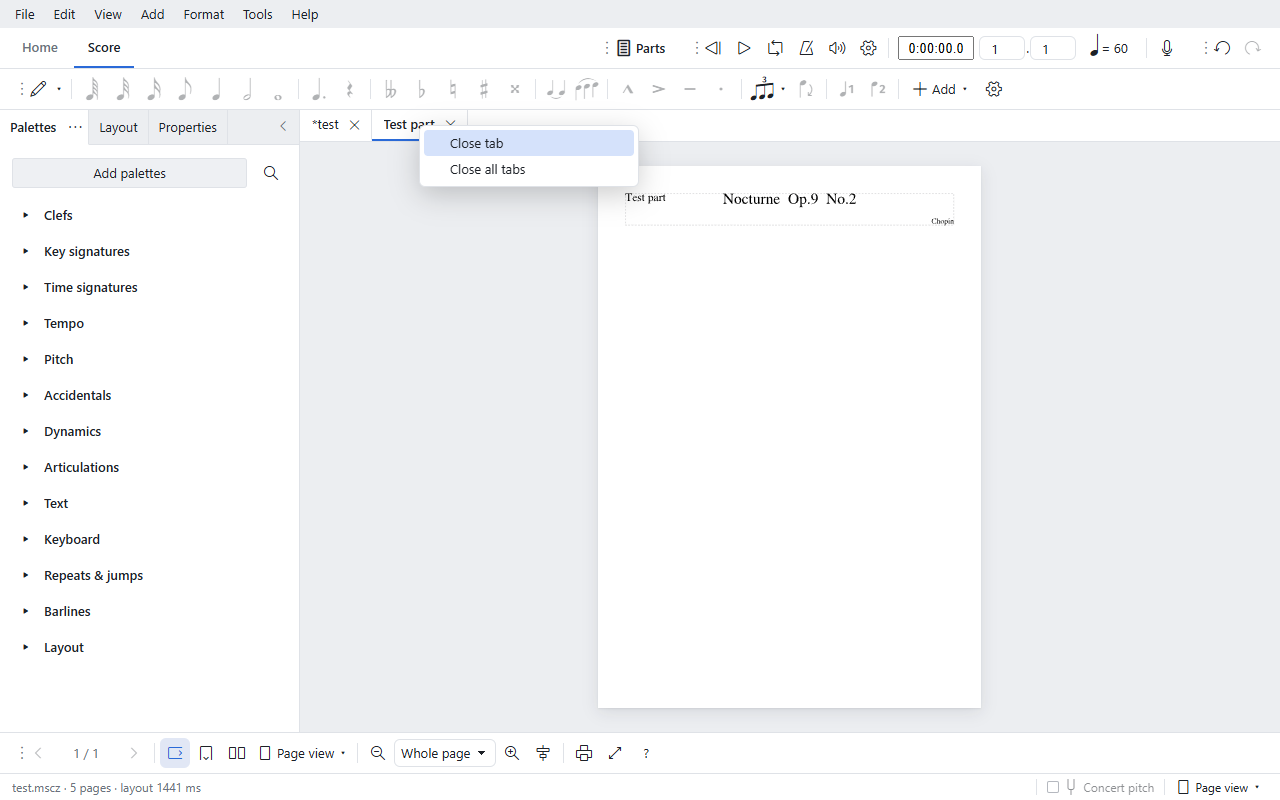 File Edit View Add Format Tools Help
Home Score Parts 0:00:00.0 1 . 1 = 60
3 1 2 Add
Palettes Layout Properties *test Test part
Close tab
Close all tabs
Add palettes
Test part Nocturne Op.9 No.2
Chopin
Clefs
Key signatures
Time signatures
Tempo
Pitch
Accidentals
Dynamics
Articulations
Text
Keyboard
Repeats & jumps
Barlines
Layout
1 / 1 Page view Whole page ?
test.mscz · 5 pages · layout 1441 ms Concert pitch Page view